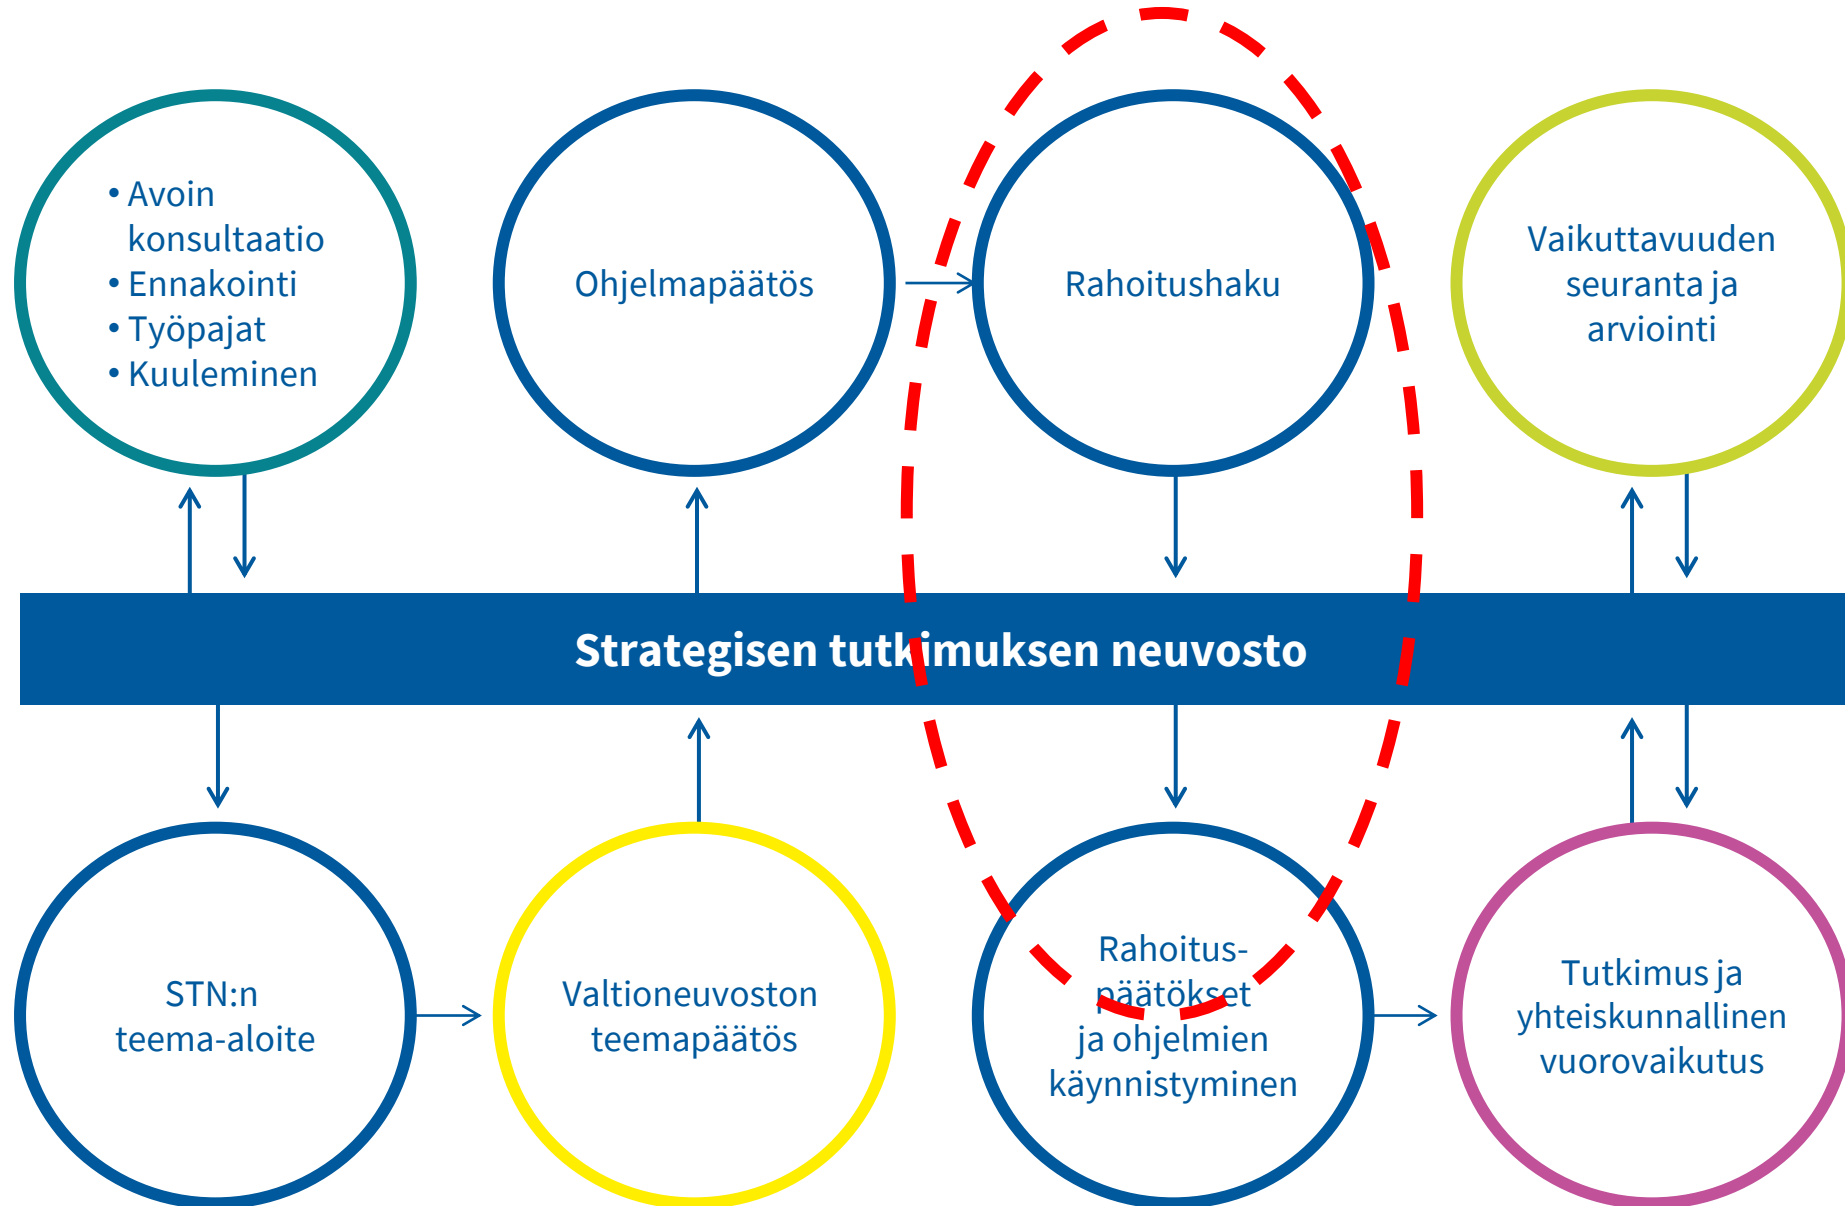 • Avoin
konsultaatio
• Ennakointi
• Työpajat
• Kuuleminen
Ohjelmapäätös
Rahoitushaku
Vaikuttavuuden
seuranta ja
arviointi
Strategisen tutkimuksen neuvosto
STN:n
teema-aloite
Valtioneuvoston
teemapäätös
Rahoitus-
päätökset
ja ohjelmien
käynnistyminen
Tutkimus ja
yhteiskunnallinen
vuorovaikutus